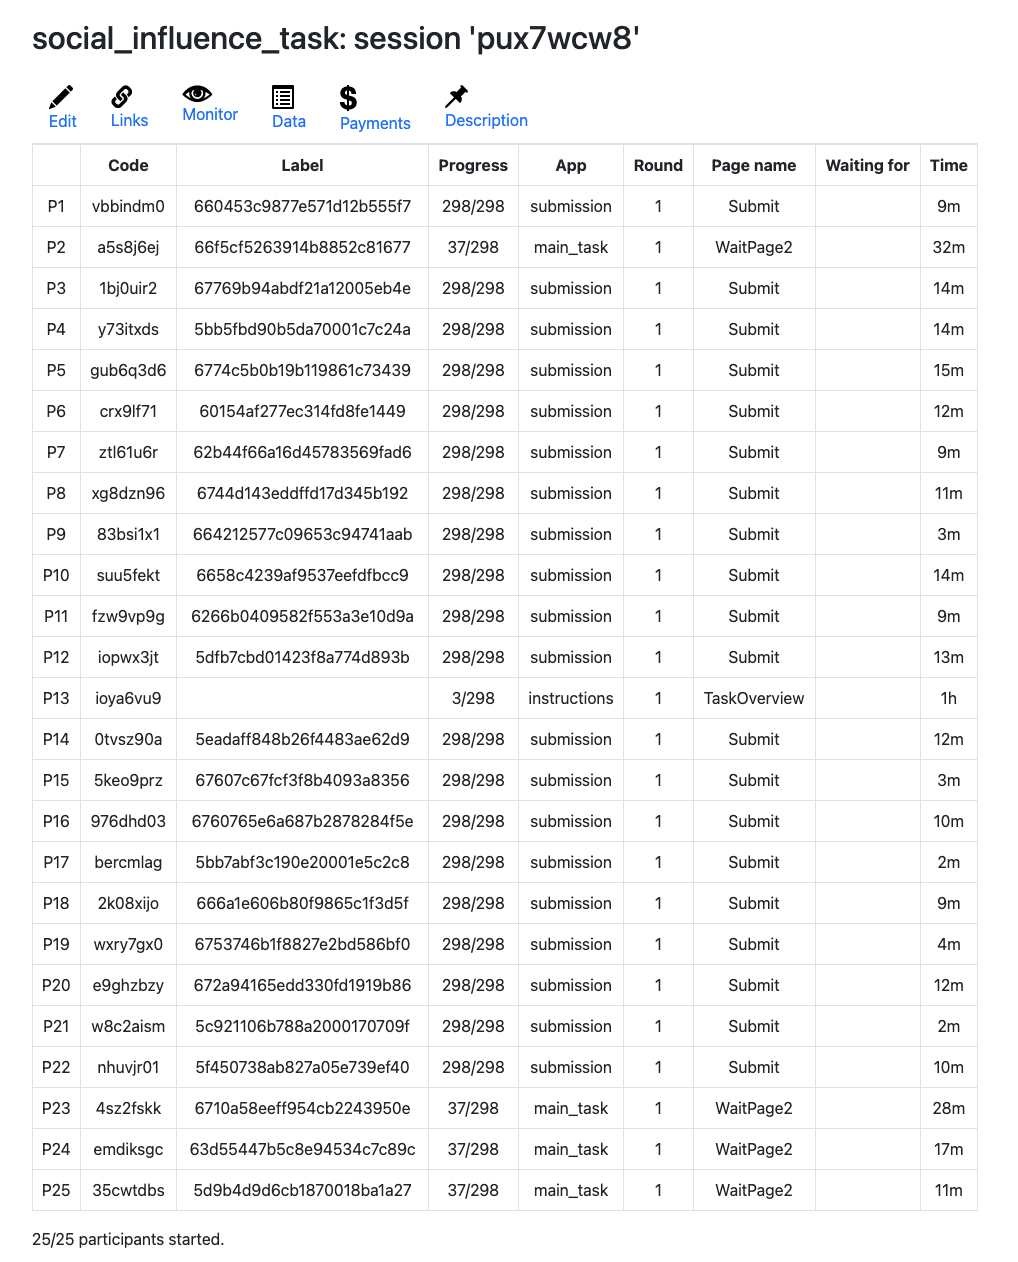 social_influence_task: session 'pux7wcw8'
Edit Links Monitor Data Payments Description
Code Label Progress App Round Page name Waiting for Time
P1 vbbindm0 660453c9877e571d12b555f7 298/298 submission 1 Submit 9m
P2 a5s8j6ej 66f5cf5263914b8852c81677 37/298 main_task 1 WaitPage2 32m
P3 1bj0uir2 67769b94abdf21a12005eb4e 298/298 submission 1 Submit 14m
P4 y73itxds 5bb5fbd90b5da70001c7c24a 298/298 submission 1 Submit 14m
P5 gub6q3d6 6774c5b0b19b119861c73439 298/298 submission 1 Submit 15m
P6 crx9lf71 60154af277ec314fd8fe1449 298/298 submission 1 Submit 12m
P7 ztl61u6r 62b44f66a16d45783569fad6 298/298 submission 1 Submit 9m
P8 xg8dzn96 6744d143eddffd17d345b192 298/298 submission 1 Submit 11m
P9 83bsi1x1 664212577c09653c94741aab 298/298 submission 1 Submit 3m
P10 suu5fekt 6658c4239af9537eefdfbcc9 298/298 submission 1 Submit 14m
P11 fzw9vp9g 6266b0409582f553a3e10d9a 298/298 submission 1 Submit 9m
P12 iopwx3jt 5dfb7cbd01423f8a774d893b 298/298 submission 1 Submit 13m
P13 ioya6vu9 3/298 instructions 1 TaskOverview 1h
P14 0tvsz90a 5eadaff848b26f4483ae62d9 298/298 submission 1 Submit 12m
P15 5keo9prz 67607c67fcf3f8b4093a8356 298/298 submission 1 Submit 3m
P16 976dhd03 6760765e6a687b2878284f5e 298/298 submission 1 Submit 10m
P17 bercmlag 5bb7abf3c190e20001e5c2c8 298/298 submission 1 Submit 2m
P18 2k08xijo 666a1e606b80f9865c1f3d5f 298/298 submission 1 Submit 9m
P19 wxry7gx0 6753746b1f8827e2bd586bf0 298/298 submission 1 Submit 4m
P20 e9ghzbzy 672a94165edd330fd1919b86 298/298 submission 1 Submit 12m
P21 w8c2aism 5c921106b788a2000170709f 298/298 submission 1 Submit 2m
P22 nhuvjr01 5f450738ab827a05e739ef40 298/298 submission 1 Submit 10m
P23 4sz2fskk 6710a58eeff954cb2243950e 37/298 main_task 1 WaitPage2 28m
P24 emdiksgc 63d55447b5c8e94534c7c89c 37/298 main_task 1 WaitPage2 17m
P25 35cwtdbs 5d9b4d9d6cb1870018ba1a27 37/298 main_task 1 WaitPage2 11m
25/25 participants started.